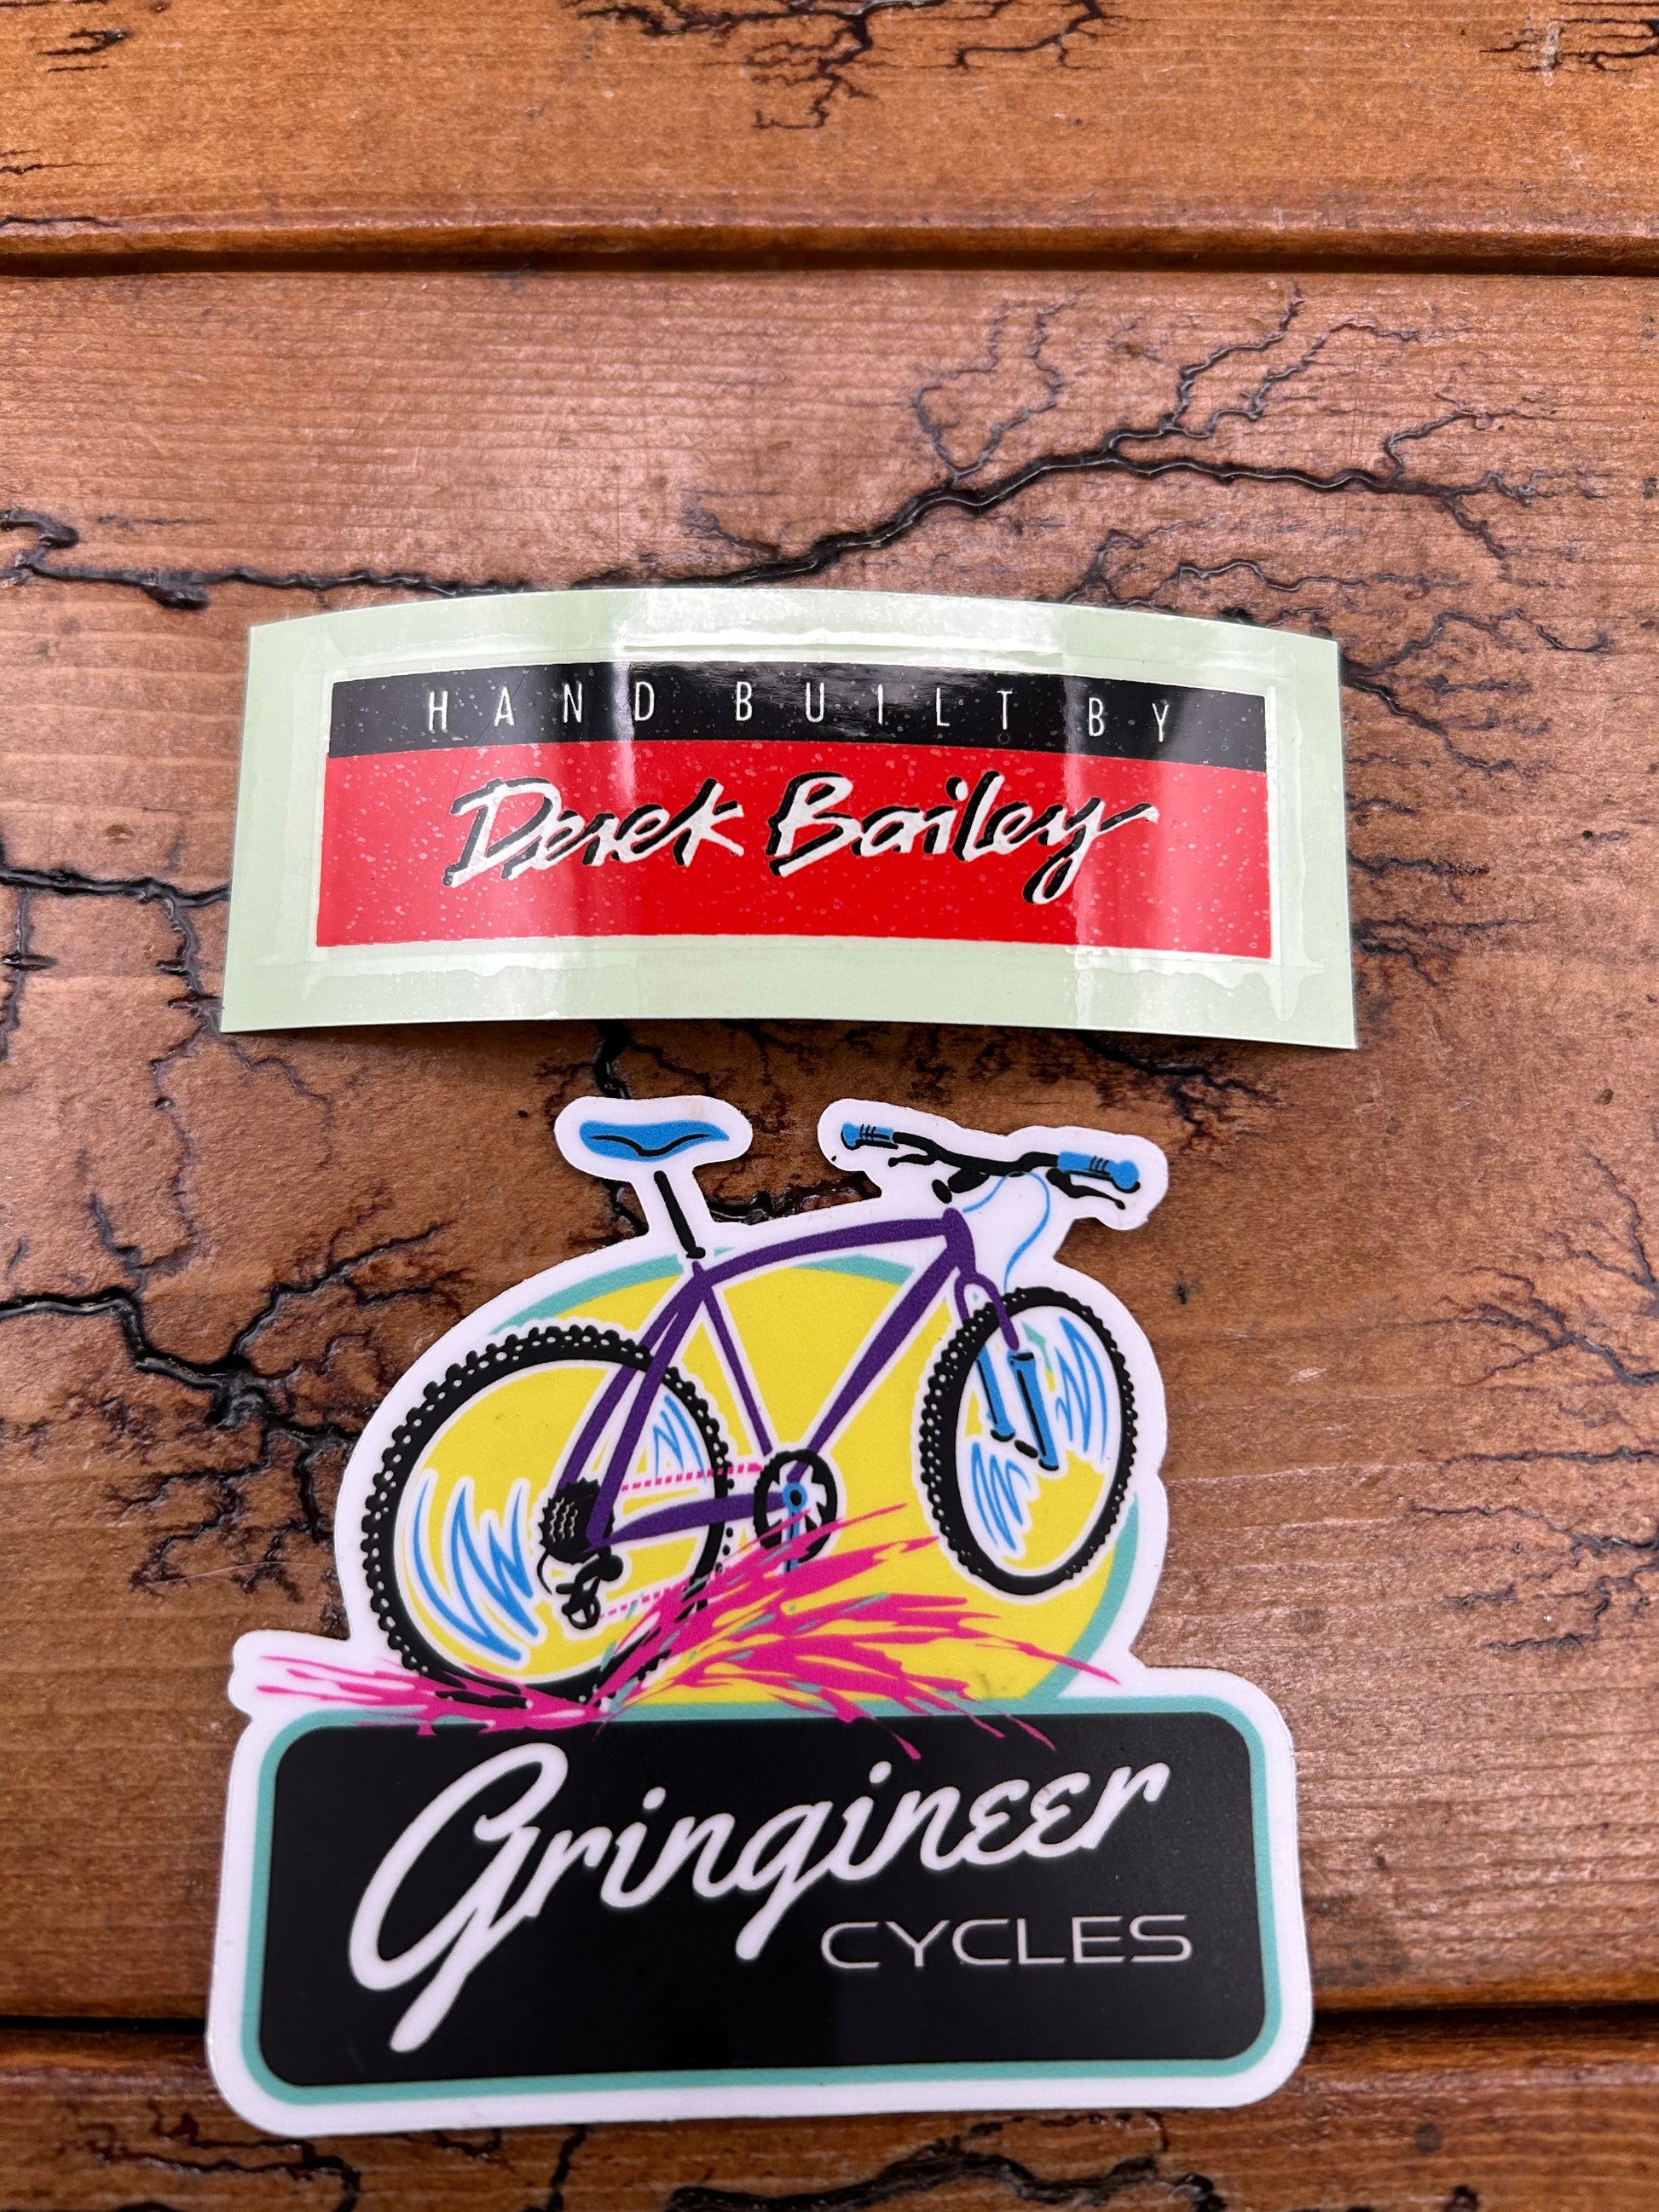 HAND BUILT BY
Derek Bailey
Gringineer
CYCLES